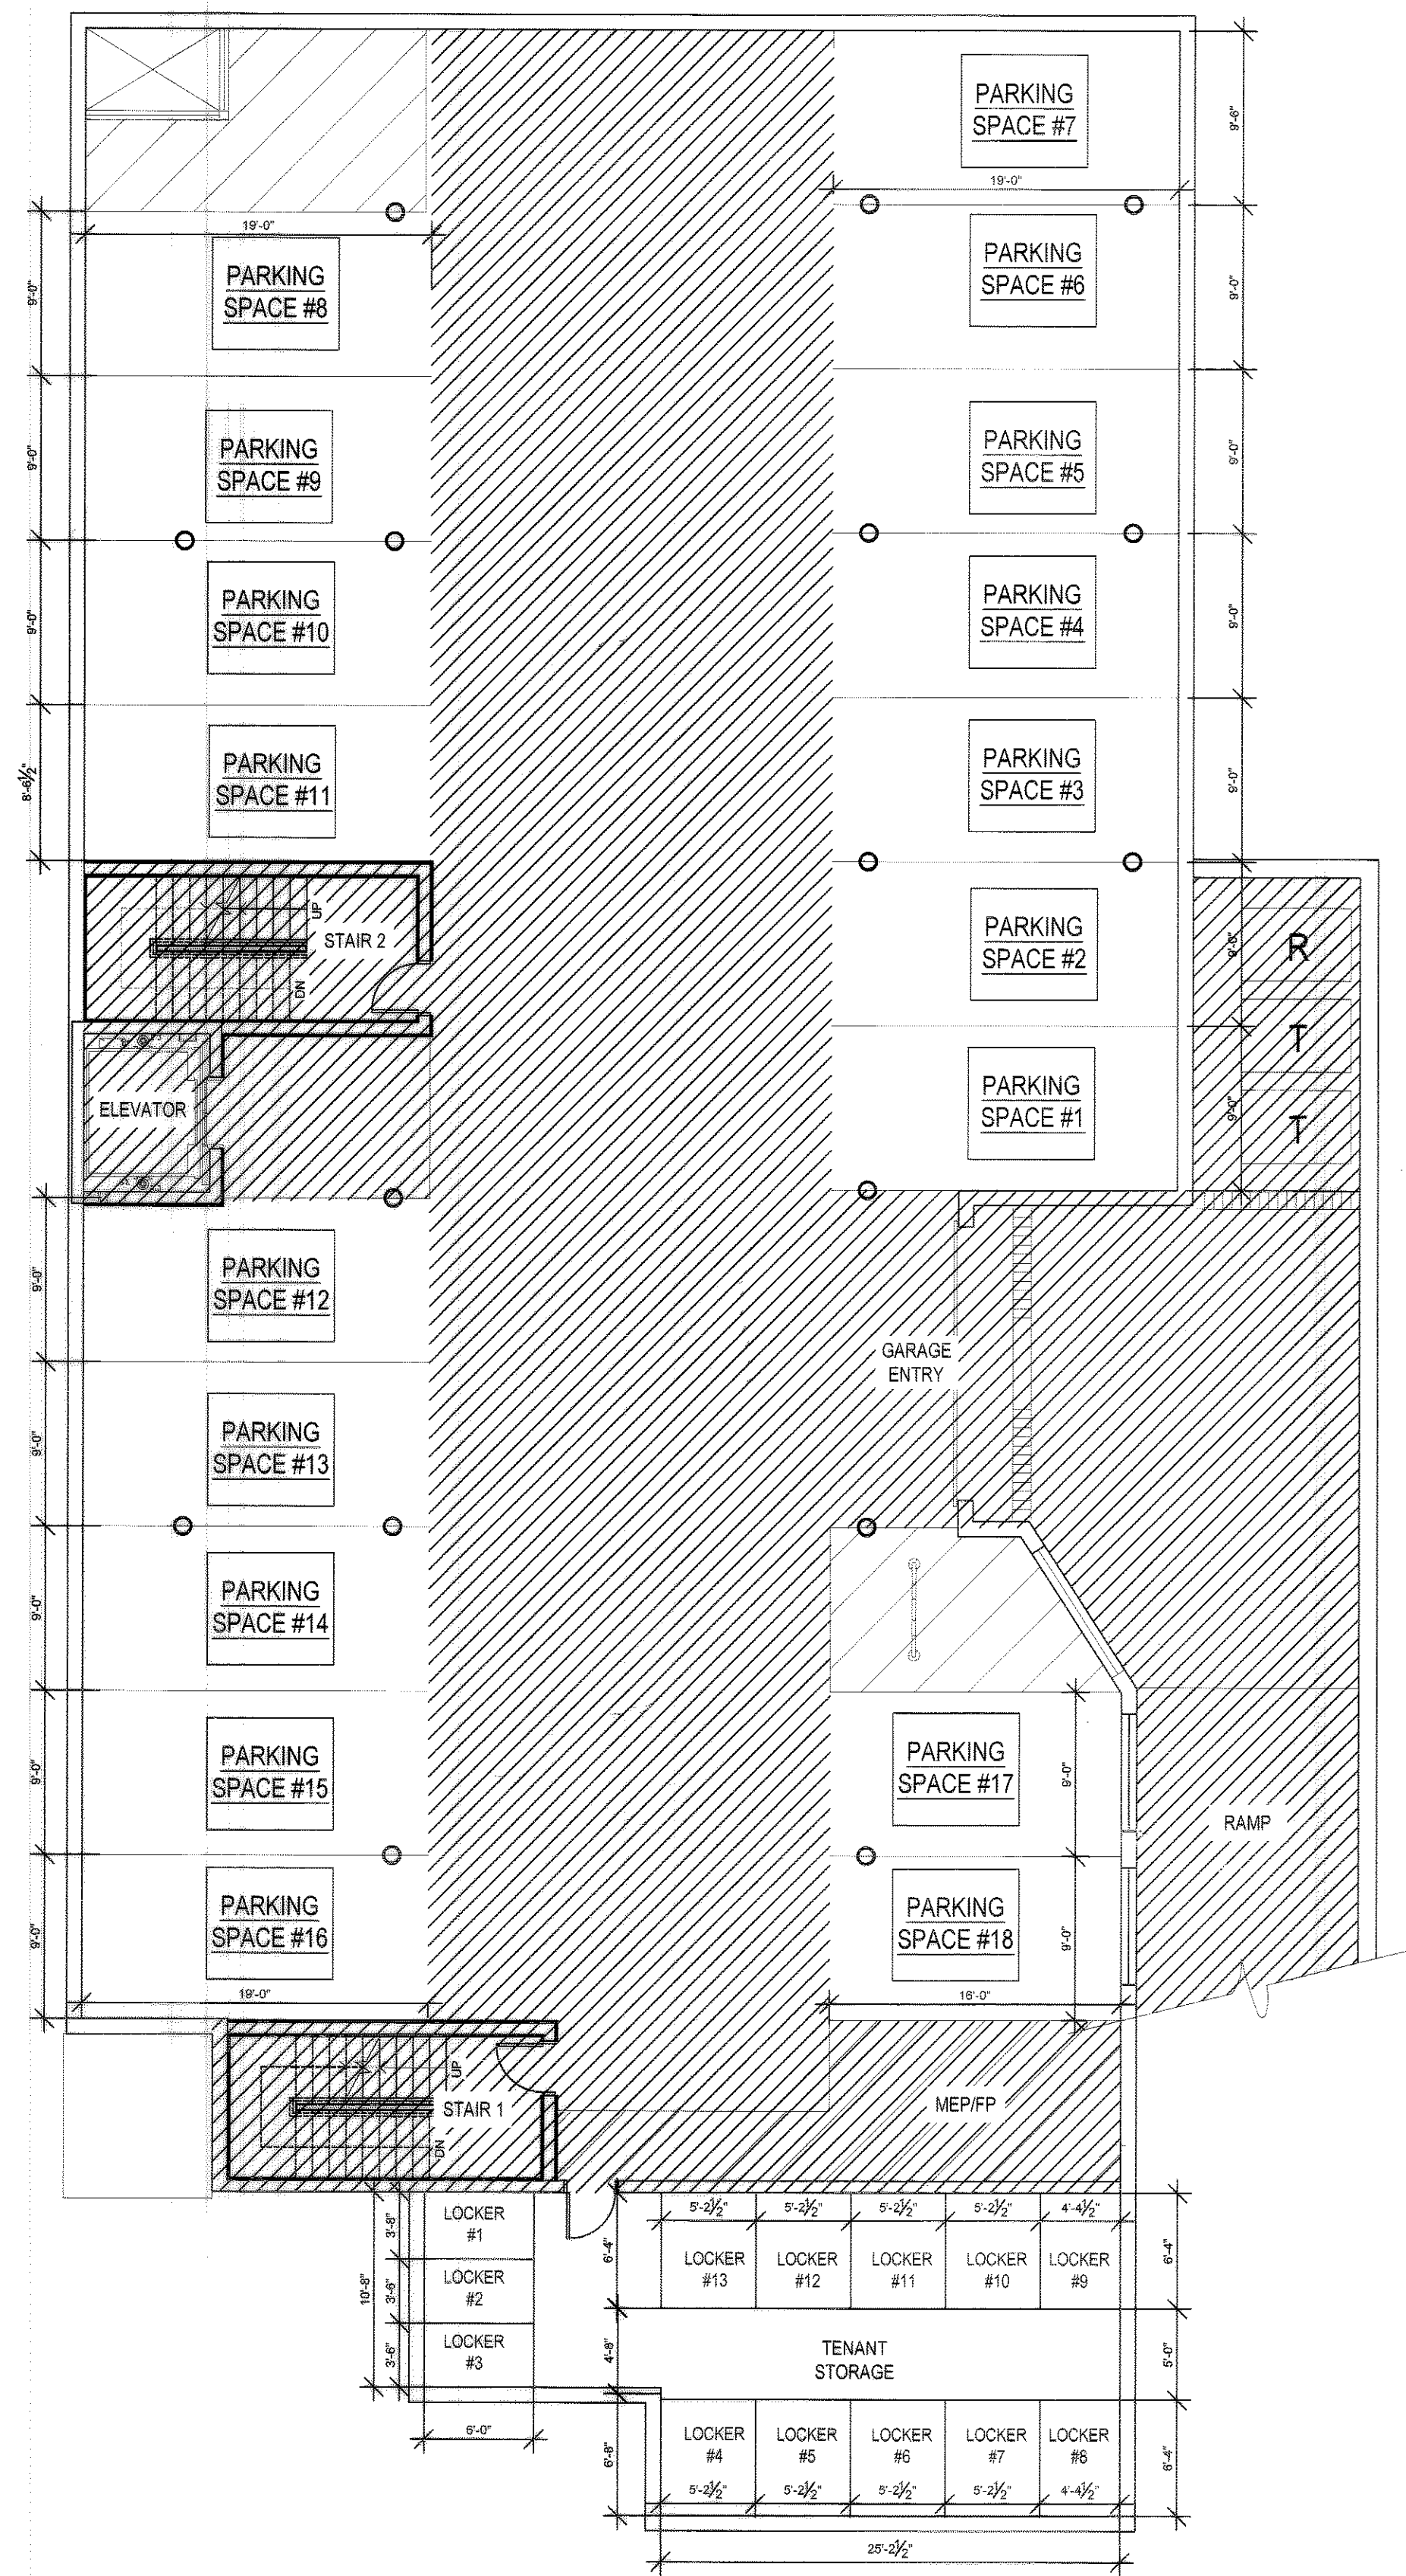 PARKING
SPACE #7
9'-6"
19'-0"
19'-0"
PARKING
SPACE #8
9'-0"
PARKING
SPACE #6
9'-0"
PARKING
SPACE #9
9'-0"
PARKING
SPACE #5
9'-0"
PARKING
SPACE #10
9'-0"
PARKING
SPACE #4
9'-0"
PARKING
SPACE #11
8'-6½"
PARKING
SPACE #3
9'-0"
UP
STAIR 2
DN
PARKING
SPACE #2
9'-0"
R
T
T
ELEVATOR
PARKING
SPACE #1
9'-0"
PARKING
SPACE #12
9'-0"
GARAGE
ENTRY
PARKING
SPACE #13
9'-0"
PARKING
SPACE #14
9'-0"
PARKING
SPACE #15
9'-0"
PARKING
SPACE #17
9'-0"
RAMP
PARKING
SPACE #16
9'-0"
PARKING
SPACE #18
9'-0"
19'-0"
16'-0"
UP
STAIR 1
DN
MEP/FP
LOCKER
#1
3'-8"
LOCKER
#2
3'-6"
LOCKER
#3
3'-6"
10'-8"
6'-0"
5'-2½"
5'-2½"
5'-2½"
5'-2½"
4'-4½"
6'-4"
LOCKER
#13
LOCKER
#12
LOCKER
#11
LOCKER
#10
LOCKER
#9
6'-4"
4'-8"
TENANT
STORAGE
5'-0"
6'-8"
LOCKER
#4
LOCKER
#5
LOCKER
#6
LOCKER
#7
LOCKER
#8
6'-4"
5'-2½"
5'-2½"
5'-2½"
5'-2½"
4'-4½"
25'-2½"